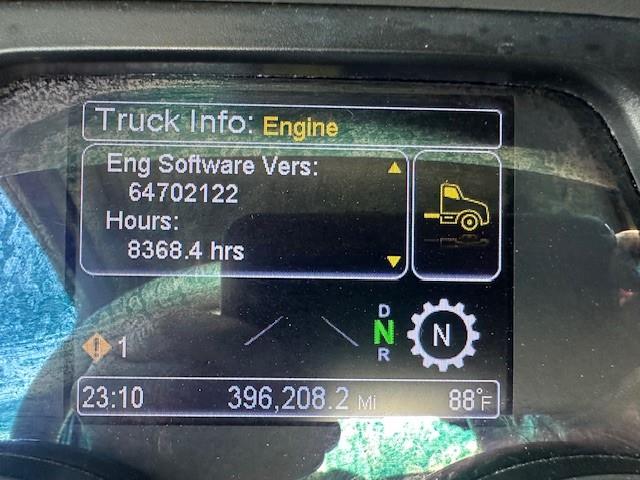 Truck Info: Engine
Eng Software Vers:
64702122
Hours:
8368.4 hrs
D
N
R
N
1
23:10 396,208.2 Mi 88°F